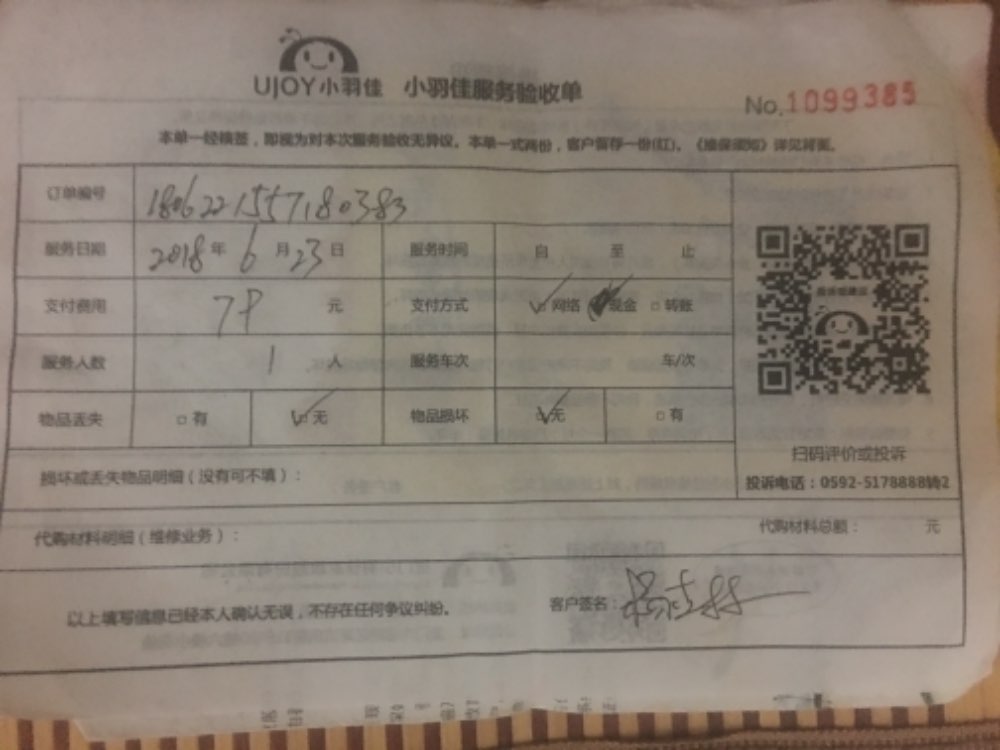 UJOY小羽佳 小羽佳服务验收单
No.1099385
本单一经横签，即视为对本次服务验收无异议。本单一式两份，客户留存一份(红)。《维保须知》详见背面。
订单编号 1806221557180383
服务日期 2018年6月23日 服务时间 自 至 止
支付费用 元 支付方式 网络 现金 转账
服务人数 1 人 服务车次 车/次
物品丢失 有 无 物品损坏 无 有
扫码评价或投诉
投诉电话：0592-5178888转2
损坏或丢失物品明细（没有可不填）：
代购材料明细（维修业务）： 代购材料总额： 元
以上填写信息已经本人确认无误，不存在任何争议纠纷。 客户签名：